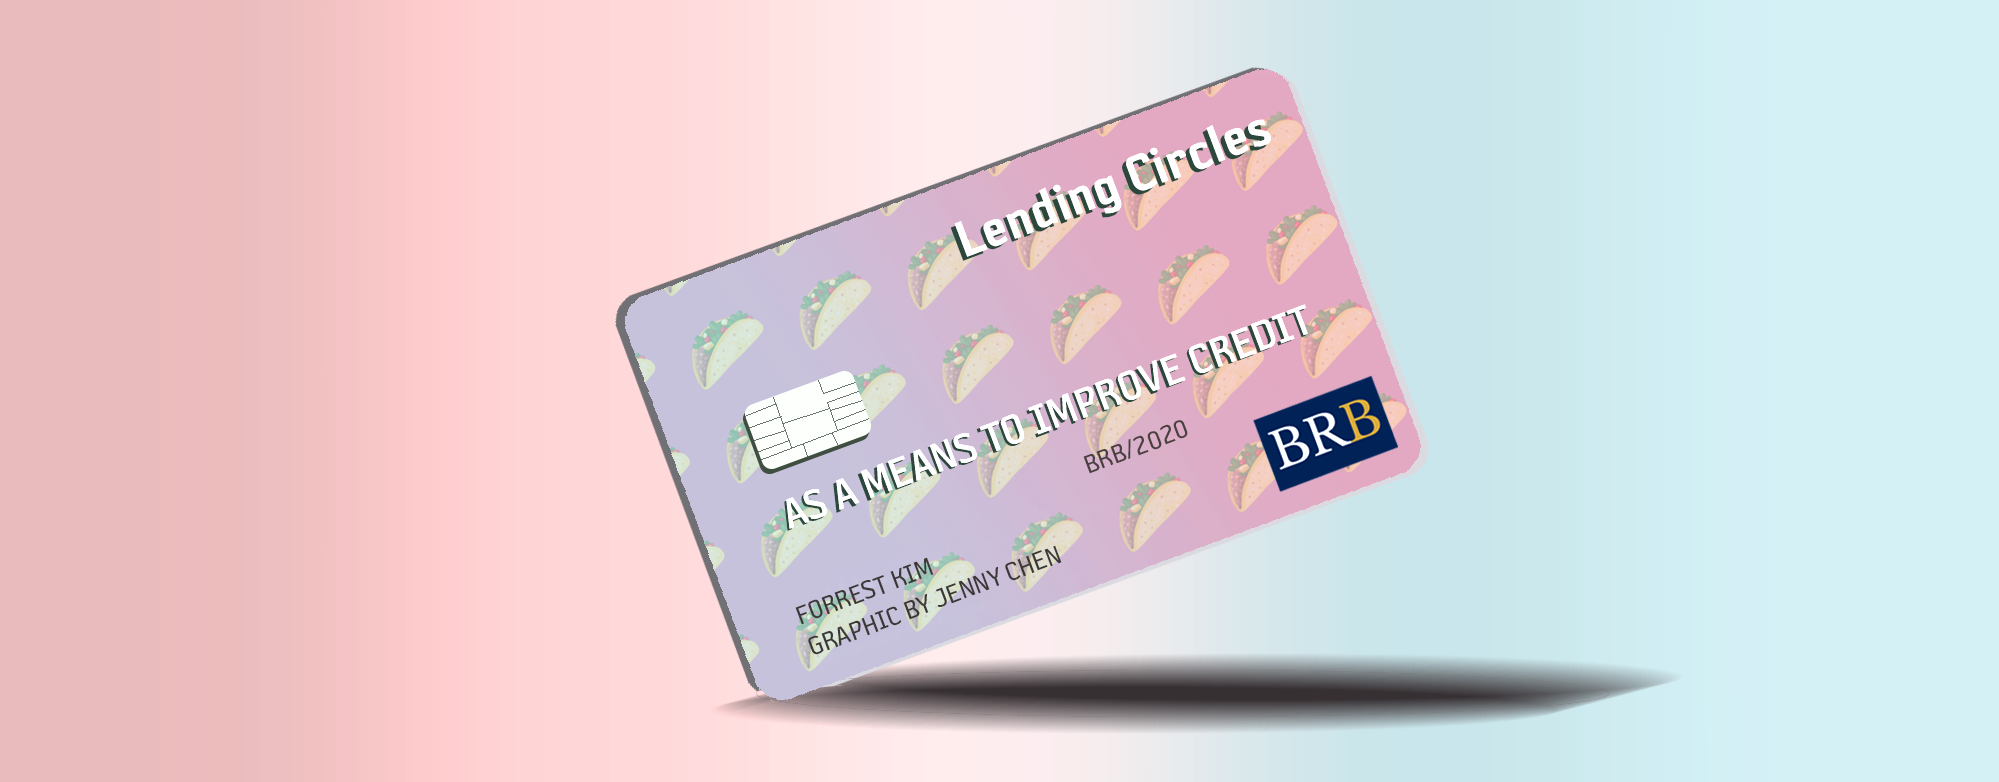 Lending Circles
AS A MEANS TO IMPROVE CREDIT
BRB/2020
BRB
FORREST KIM
GRAPHIC BY JENNY CHEN